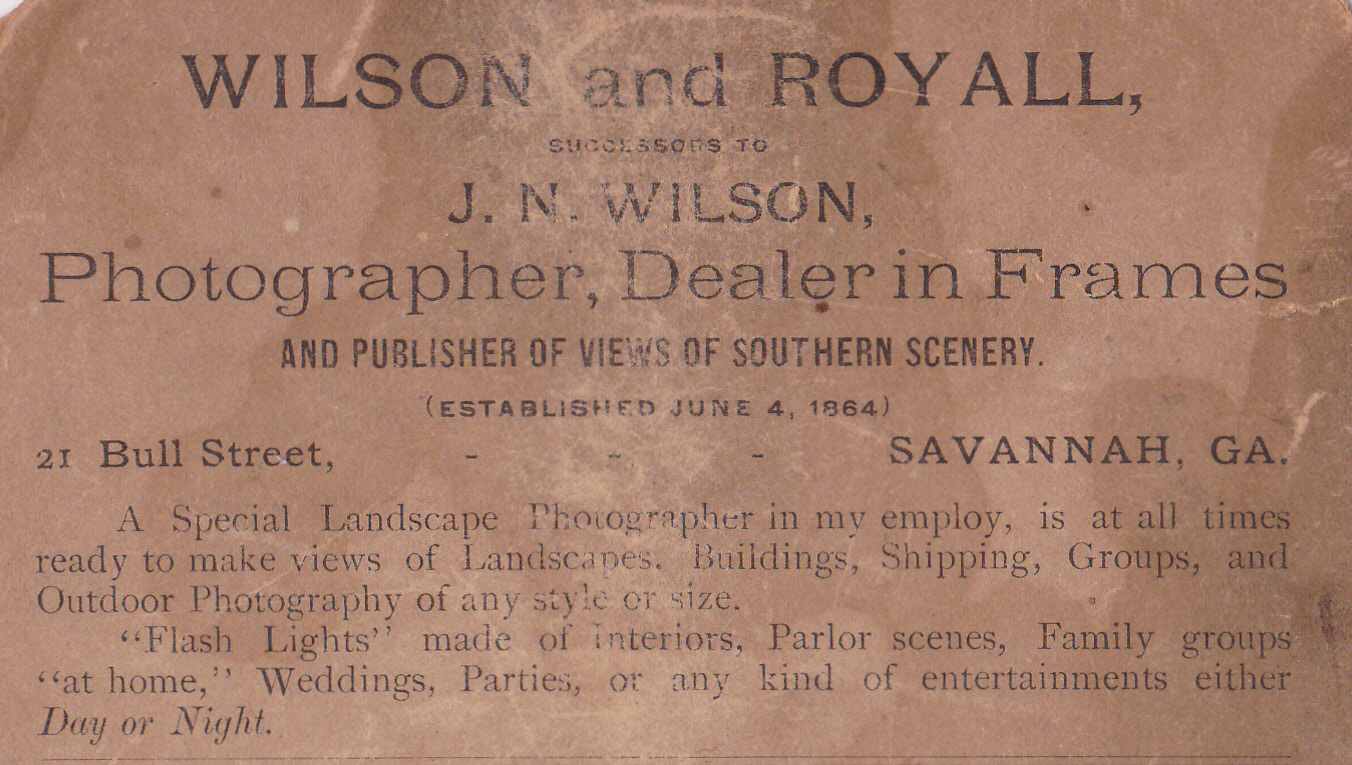 WILSON and ROYALL,
SUCCESSORS TO
J. N. WILSON,
Photographer, Dealer in Frames
AND PUBLISHER OF VIEWS OF SOUTHERN SCENERY.
(ESTABLISHED JUNE 4, 1864)
21 Bull Street, - - - SAVANNAH, GA.
A Special Landscape Photographer in my employ, is at all times
ready to make views of Landscapes. Buildings, Shipping, Groups, and
Outdoor Photography of any style or size.
“Flash Lights” made of Interiors, Parlor scenes, Family groups
“at home,” Weddings, Parties, or any kind of entertainments either
Day or Night.